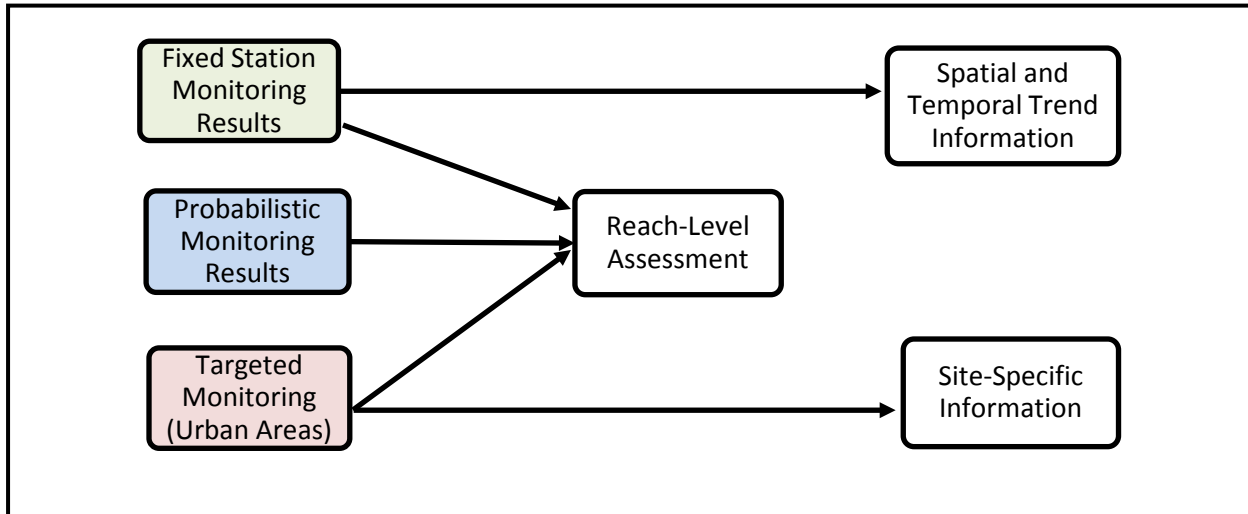 Fixed Station
Monitoring
Results
Spatial and
Temporal Trend
Information
Probabilistic
Monitoring
Results
Reach-Level
Assessment
Targeted
Monitoring
(Urban Areas)
Site-Specific
Information